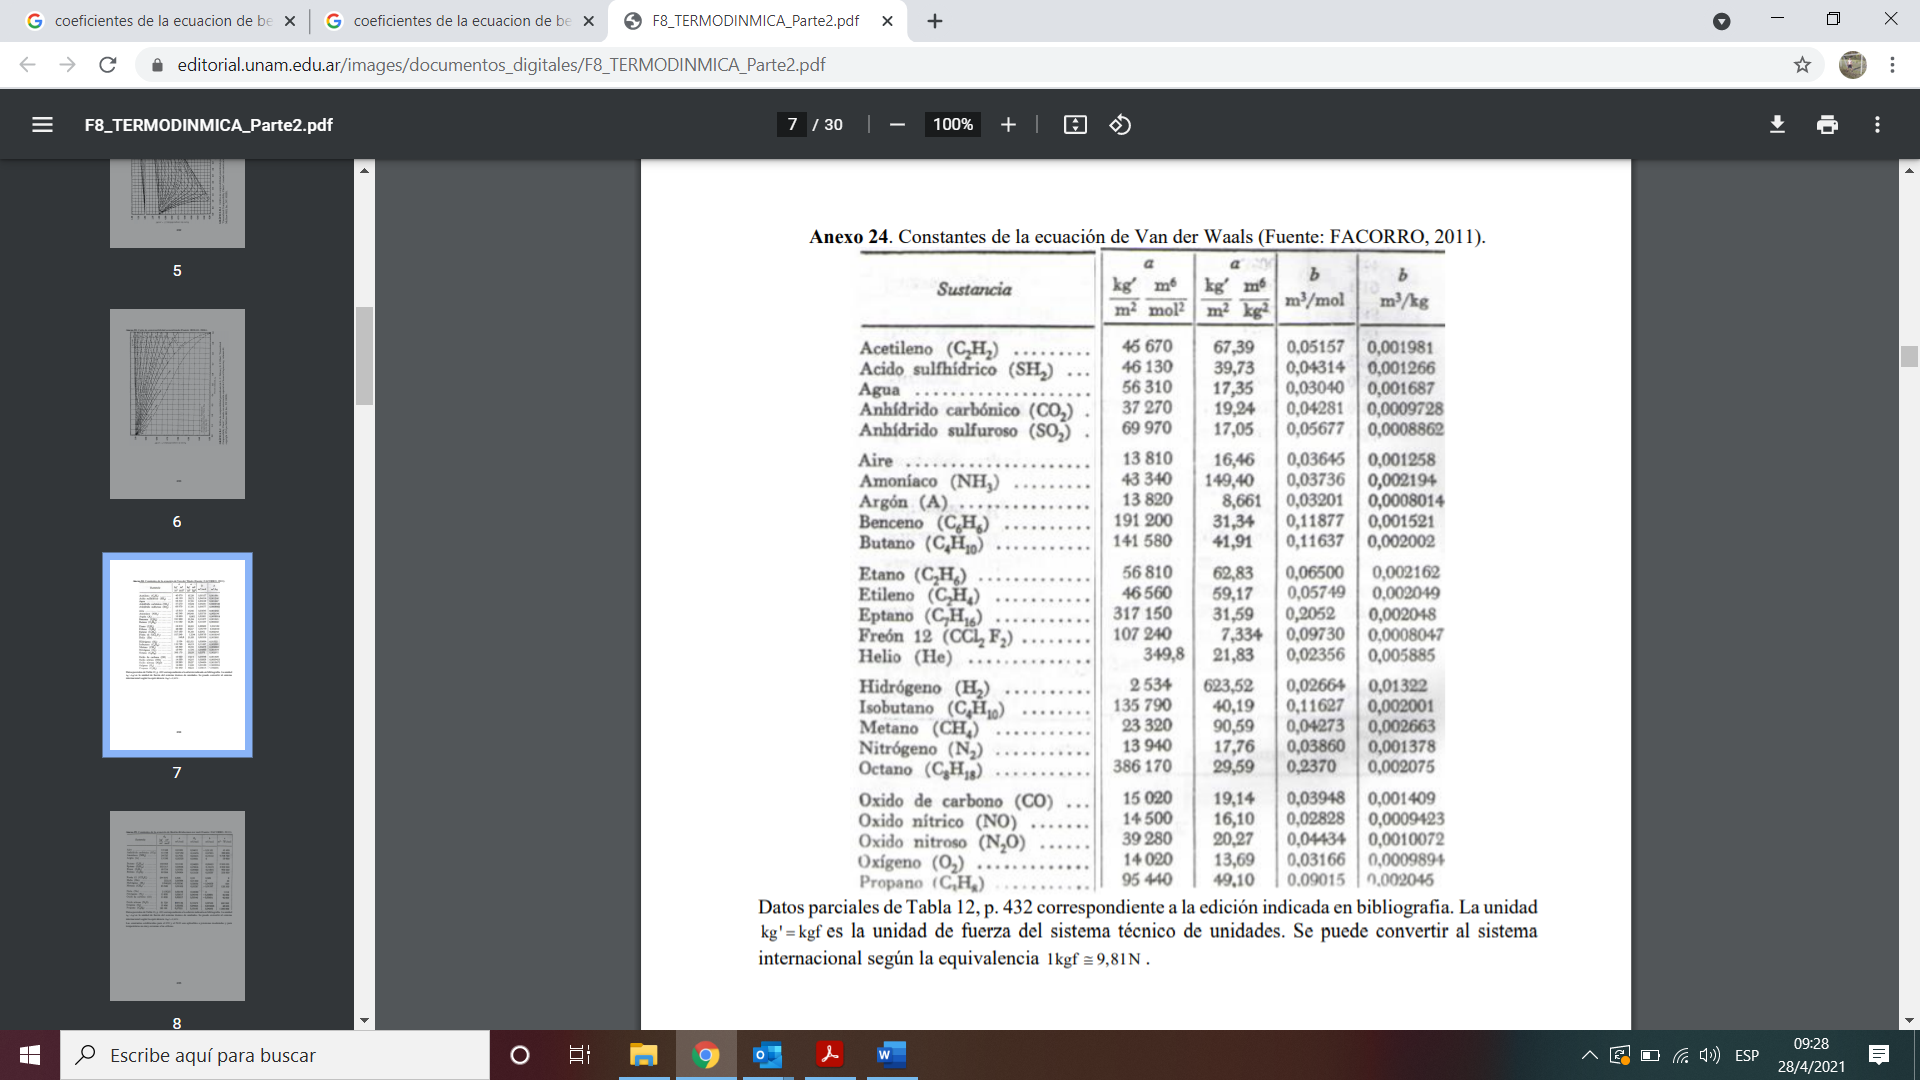 coeficientes de la ecuacion de be
coeficientes de la ecuacion de be
F8_TERMODINMICA_Parte2.pdf
editorial.unam.edu.ar/images/documentos_digitales/F8_TERMODINMICA_Parte2.pdf
F8_TERMODINMICA_Parte2.pdf
7 / 30
100%
5
6
7
8
Anexo 24. Constantes de la ecuación de Van der Waals (Fuente: FACORRO, 2011).
Sustancia | a kg' m⁶ / m² mol² | a kg' m⁶ / m² kg² | b m³/mol | b m³/kg
Acetileno (C₂H₂) ........ 46 670 67,39 0,05157 0,001981
Acido sulfhídrico (SH₂) ... 46 130 39,73 0,04314 0,001266
Agua ................... 56 310 17,35 0,03040 0,001687
Anhídrido carbónico (CO₂) . 37 270 19,24 0,04281 0,0009728
Anhídrido sulfuroso (SO₂) . 69 970 17,05 0,05677 0,0008862
Aire .................... 13 810 16,46 0,03645 0,001258
Amoníaco (NH₃) ........ 43 340 149,40 0,03736 0,002194
Argón (A) .............. 13 820 8,661 0,03201 0,0008014
Benceno (C₆H₆) ......... 191 200 31,34 0,11877 0,001521
Butano (C₄H₁₀) .......... 141 580 41,91 0,11637 0,002002
Etano (C₂H₆) ............ 56 810 62,83 0,06500 0,002162
Etileno (C₂H₄) .......... 46 560 59,17 0,05749 0,002049
Eptano (C₇H₁₆) .......... 317 150 31,59 0,2052 0,002048
Freón 12 (CCl₂ F₂) ........ 107 240 7,334 0,09730 0,0008047
Helio (He) ............. 349,8 21,83 0,02356 0,005885
Hidrógeno (H₂) .......... 2 534 623,52 0,02664 0,01322
Isobutano (C₄H₁₀) ........ 135 790 40,19 0,11627 0,002001
Metano (CH₄) ........... 23 320 90,59 0,04273 0,002663
Nitrógeno (N₂) .......... 13 940 17,76 0,03860 0,001378
Octano (C₈H₁₈) .......... 386 170 29,59 0,2370 0,002075
Oxido de carbono (CO) ... 15 020 19,14 0,03948 0,001409
Oxido nítrico (NO) ....... 14 500 16,10 0,02828 0,0009423
Oxido nitroso (N₂O) ...... 39 280 20,27 0,04434 0,0010072
Oxígeno (O₂) ............ 14 020 13,69 0,03166 0,0009894
Propano .......... 95 440 49,10 0,09015 0,002045
Datos parciales de Tabla 12, p. 432 correspondiente a la edición indicada en bibliografia. La unidad
kg' = kgf es la unidad de fuerza del sistema técnico de unidades. Se puede convertir al sistema
internacional según la equivalencia 1kgf ≅ 9,81N .
Escribe aquí para buscar
ESP
09:28
28/4/2021